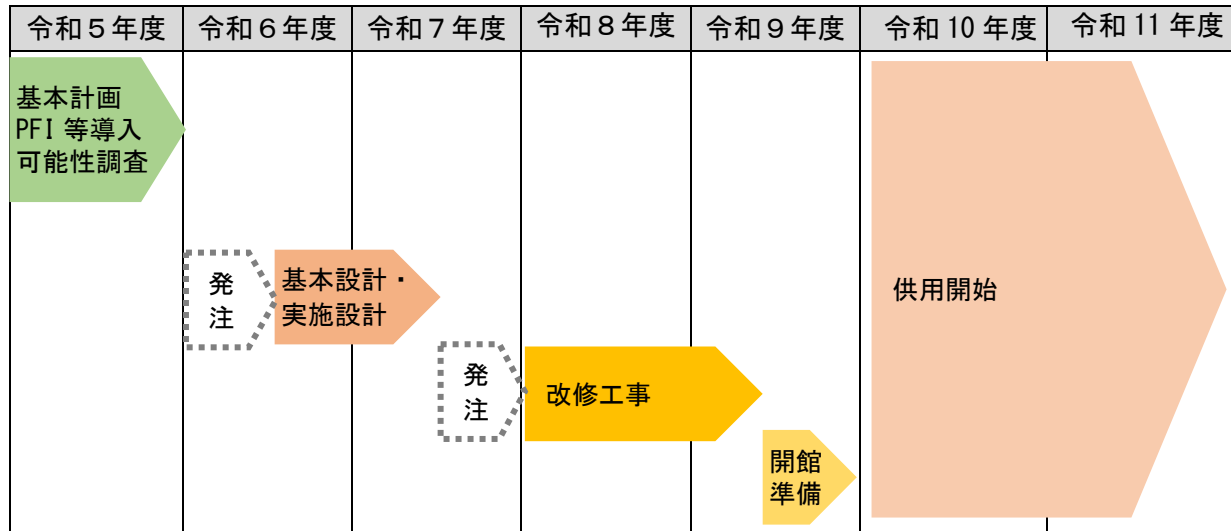 令和５年度
令和６年度
令和７年度
令和８年度
令和９年度
令和 10 年度
令和 11 年度
基本計画
PFI 等導入
可能性調査
発
注
基本設計・
実施設計
発
注
改修工事
開館
準備
供用開始